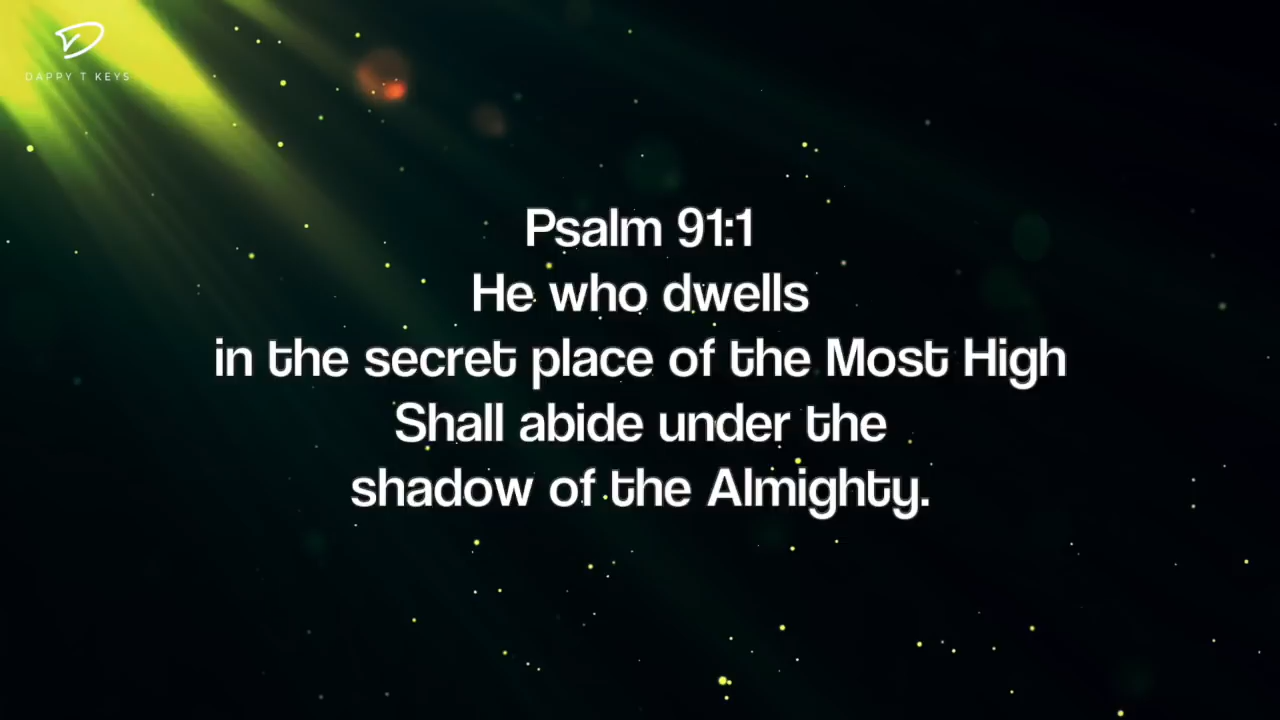 DAPPY T KEYS
Psalm 91:1
He who dwells
in the secret place of the Most High
Shall abide under the
shadow of the Almighty.